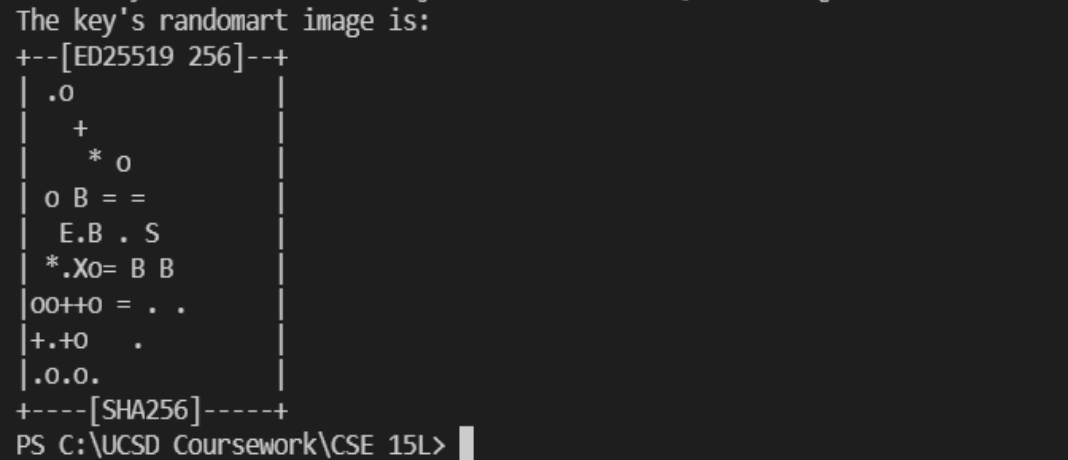 The key's randomart image is:
+--[ED25519 256]--+
| .o              |
|   +             |
|    * o          |
| o B = =         |
|  E.B . S        |
| *.Xo= B B       |
|oo++o = . .      |
|+.+o   .         |
|.o.o.            |
+----[SHA256]-----+
PS C:\UCSD Coursework\CSE 15L>